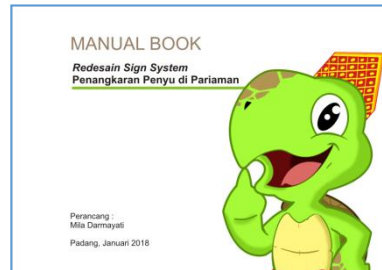 MANUAL BOOK
Redesain Sign System
Penangkaran Penyu di Pariaman
Perancang :
Mila Darmayati
Padang, Januari 2018